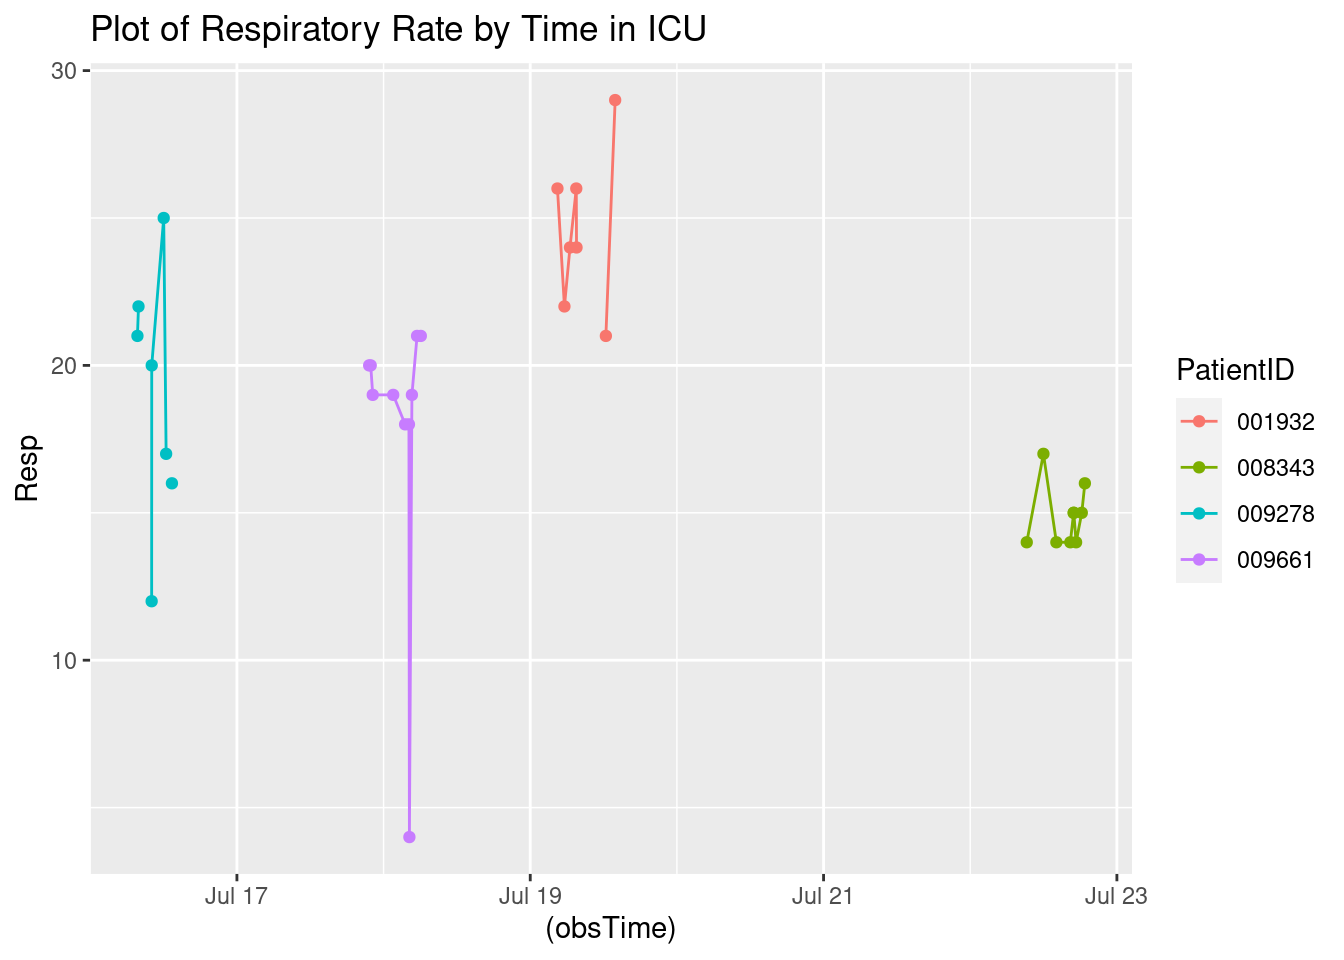 Plot of Respiratory Rate by Time in ICU
30
20
10
Resp
Jul 17
Jul 19
Jul 21
Jul 23
(obsTime)
PatientID
001932
008343
009278
009661